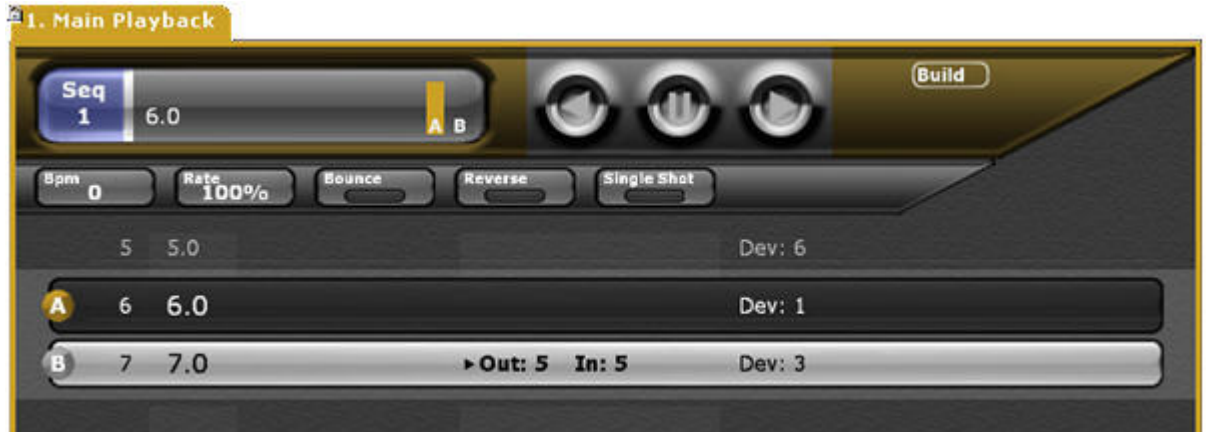 1. Main Playback
Build
Seq
1 6.0 A B
Bpm Rate Bounce Reverse Single Shot
0 100%
5 5.0 Dev: 6
A 6 6.0 Dev: 1
B 7 7.0 ▸Out: 5 In: 5 Dev: 3